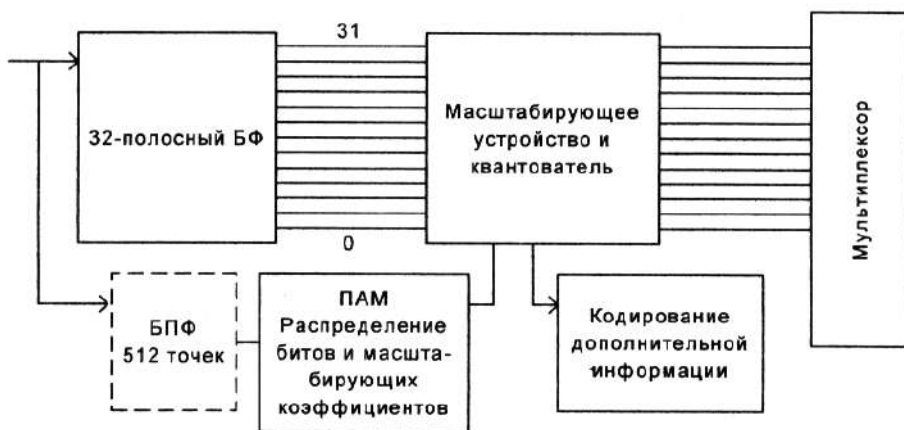 31
32-полосный БФ
Масштабирующее
устройство и
квантователь
0
Мультиплексор
БПФ
512 точек
ПАМ
Распределение
битов и масшта-
бирующих
коэффициентов
Кодирование
дополнительной
информации